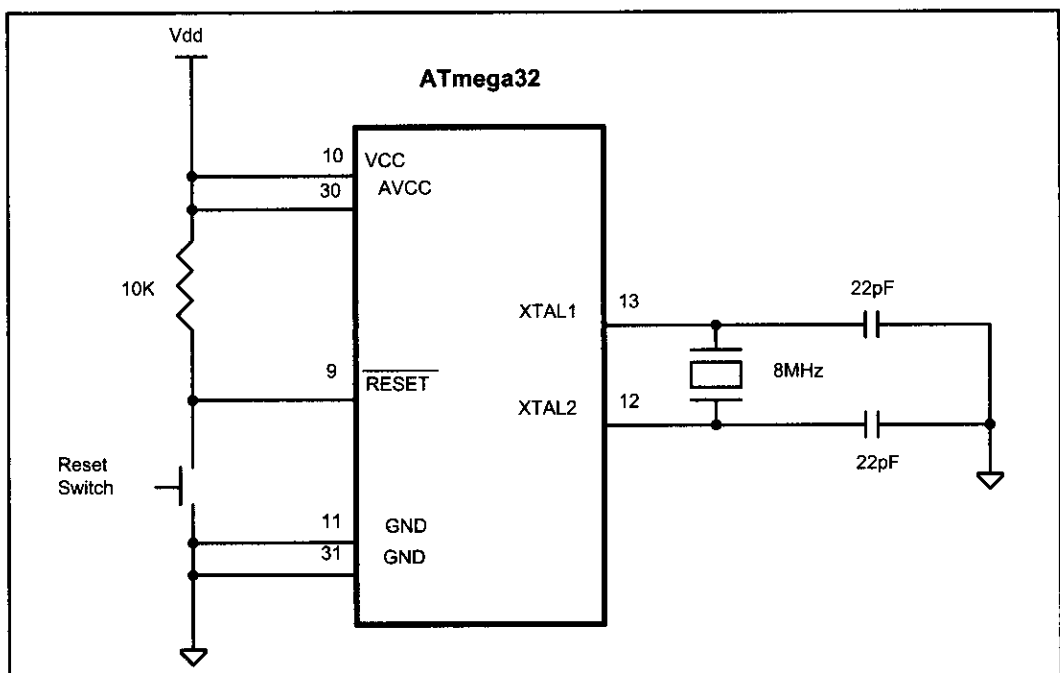 Vdd
ATmega32
10
VCC
30
AVCC
10K
XTAL1
13
22pF
9
RESET
8MHz
XTAL2
12
22pF
Reset
Switch
11
GND
31
GND